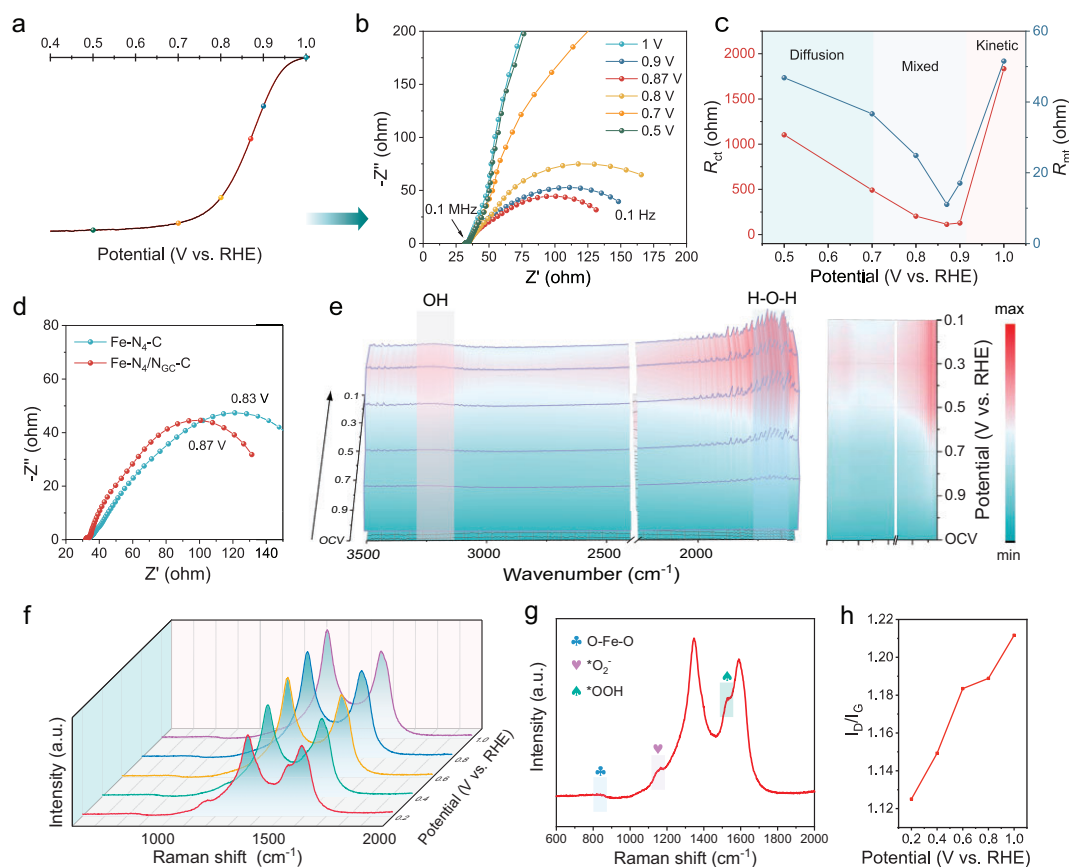 a
0.4 0.5 0.6 0.7 0.8 0.9 1.0
Potential (V vs. RHE)
b
-Z'' (ohm)
200
150
100
50
0
0 25 50 75 100 125 150 175 200
Z' (ohm)
1 V
0.9 V
0.87 V
0.8 V
0.7 V
0.5 V
0.1 MHz
0.1 Hz
c
Diffusion
Mixed
Kinetic
Rct (ohm)
2000
1750
1500
1250
1000
750
500
250
0
Rmt (ohm)
60
40
20
0
0.5 0.6 0.7 0.8 0.9 1.0
Potential (V vs. RHE)
d
-Z'' (ohm)
80
60
40
20
0
20 40 60 80 100 120 140
Z' (ohm)
Fe-N4-C
Fe-N4/NGC-C
0.83 V
0.87 V
e
OH
H-O-H
0.1
0.3
0.5
0.7
0.9
OCV
3500 3000 2500 2000
Wavenumber (cm-1)
0.1
0.3
0.5
0.7
0.9
OCV
Potential (V vs. RHE)
max
min
f
Intensity (a.u.)
1000 1500 2000
Raman shift (cm-1)
1.0
0.8
0.6
0.4
0.2
Potential (V vs. RHE)
g
♣ O-Fe-O
♥ *O2-
♠ *OOH
Intensity (a.u.)
600 800 1000 1200 1400 1600 1800 2000
Raman shift (cm-1)
h
ID/IG
1.22
1.20
1.18
1.16
1.14
1.12
0.2 0.4 0.6 0.8 1.0
Potential (V vs. RHE)